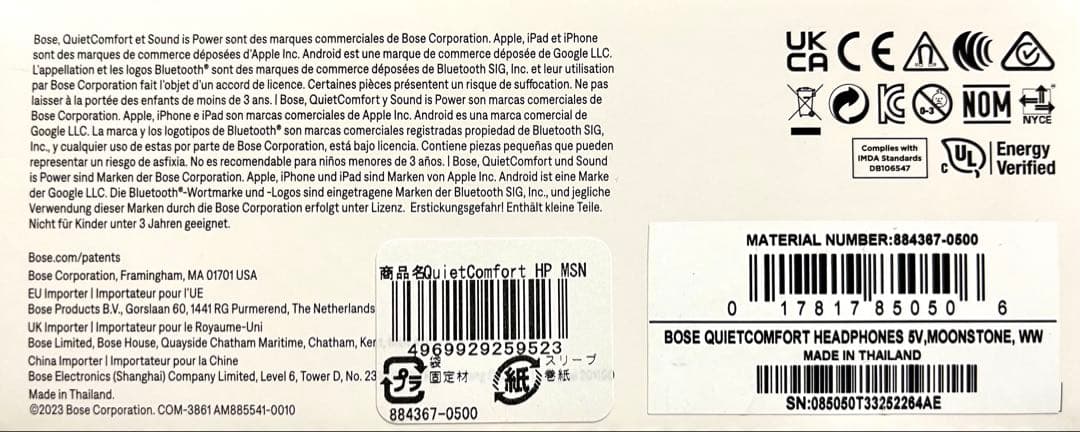 Bose, QuietComfort et Sound is Power sont des marques commerciales de Bose Corporation. Apple, iPad et iPhone
sont des marques de commerce déposées d'Apple Inc. Android est une marque de commerce déposée de Google LLC.
L'appellation et les logos Bluetooth® sont des marques de commerce déposées de Bluetooth SIG, Inc. et leur utilisation
par Bose Corporation fait l'objet d'un accord de licence. Certaines pièces présentent un risque de suffocation. Ne pas
laisser à la portée des enfants de moins de 3 ans. | Bose, QuietComfort y Sound is Power son marcas comerciales de
Bose Corporation. Apple, iPhone e iPad son marcas comerciales de Apple Inc. Android es una marca comercial de
Google LLC. La marca y los logotipos de Bluetooth® son marcas comerciales registradas propiedad de Bluetooth SIG,
Inc., y cualquier uso de estas por parte de Bose Corporation, está bajo licencia. Contiene piezas pequeñas que pueden
representar un riesgo de asfixia. No es recomendable para niños menores de 3 años. | Bose, QuietComfort und Sound
is Power sind Marken der Bose Corporation. Apple, iPhone und iPad sind Marken von Apple Inc. Android ist eine Marke
der Google LLC. Die Bluetooth®-Wortmarke und -Logos sind eingetragene Marken der Bluetooth SIG, Inc., und jegliche
Verwendung dieser Marken durch die Bose Corporation erfolgt unter Lizenz. Erstickungsgefahr! Enthält kleine Teile.
Nicht für Kinder unter 3 Jahren geeignet.
Bose.com/patents
Bose Corporation, Framingham, MA 01701 USA
EU Importer | Importateur pour l'UE
Bose Products B.V., Gorslaan 60, 1441 RG Purmerend, The Netherlands
UK Importer | Importateur pour le Royaume-Uni
Bose Limited, Bose House, Quayside Chatham Maritime, Chatham, Ker
China Importer | Importateur pour la Chine
Bose Electronics (Shanghai) Company Limited, Level 6, Tower D, No. 23
Made in Thailand.
©2023 Bose Corporation. COM-3861 AM885541-0010
商品名QuietComfort HP MSN
4969929259523
プラ
袋
固定材
紙
スリーブ
巻紙
884367-0500
UK
CA
CE
0-3
NOM
NYCE
Complies with
IMDA Standards
DB106547
c UL
Energy
Verified
MATERIAL NUMBER:884367-0500
0 17817 85050 6
BOSE QUIETCOMFORT HEADPHONES 5V,MOONSTONE, WW
MADE IN THAILAND
SN:085050T33252264AE